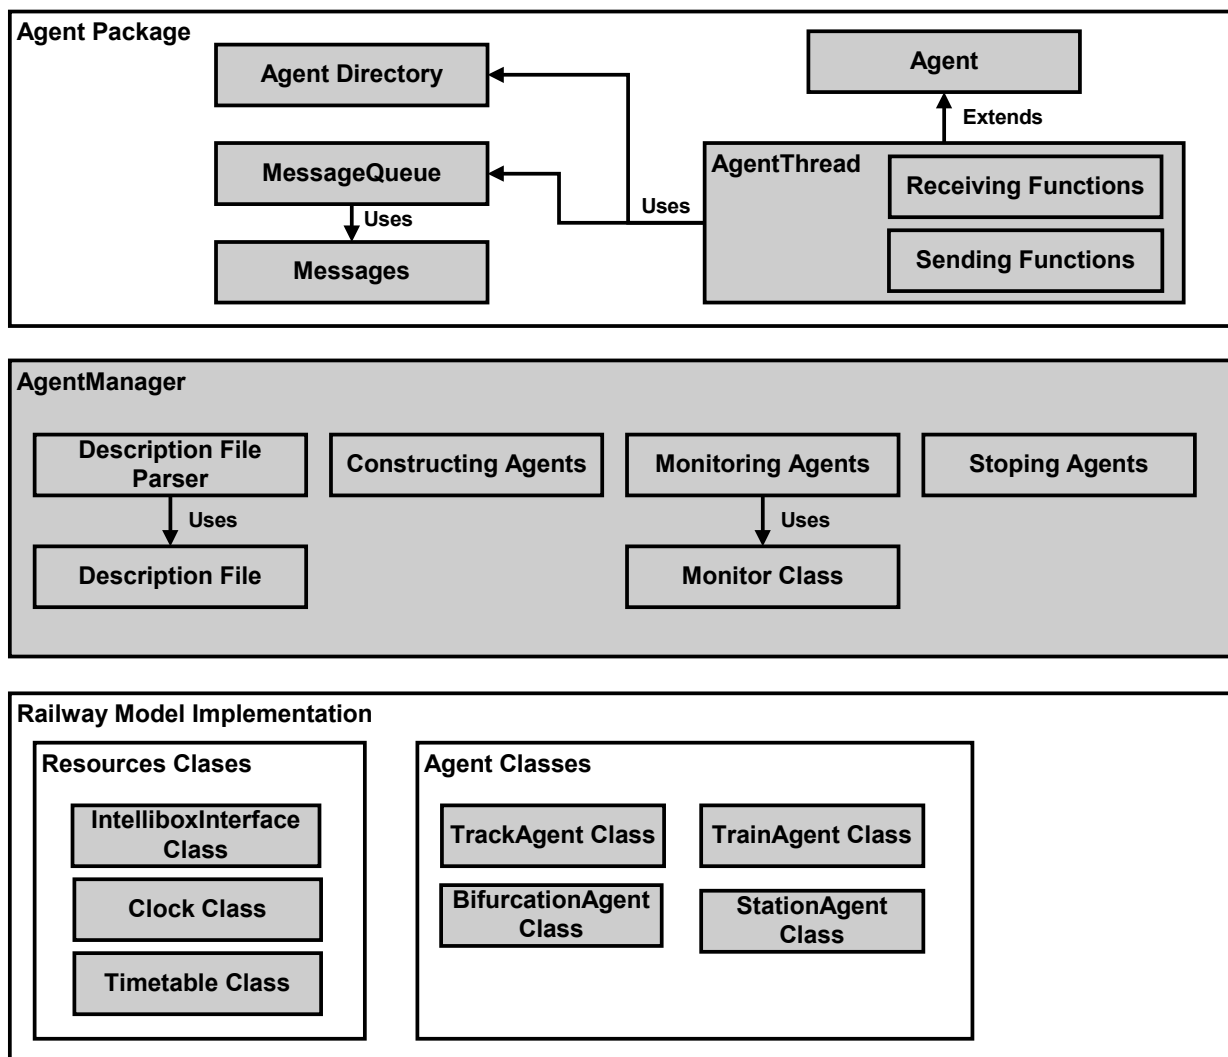 Agent Package
Agent Directory
Agent
Extends
MessageQueue
AgentThread
Receiving Functions
Uses
Uses
Messages
Sending Functions
AgentManager
Description File
Parser
Constructing Agents
Monitoring Agents
Stoping Agents
Uses
Uses
Description File
Monitor Class
Railway Model Implementation
Resources Clases
IntelliboxInterface
Class
Clock Class
Timetable Class
Agent Classes
TrackAgent Class
TrainAgent Class
BifurcationAgent
Class
StationAgent
Class